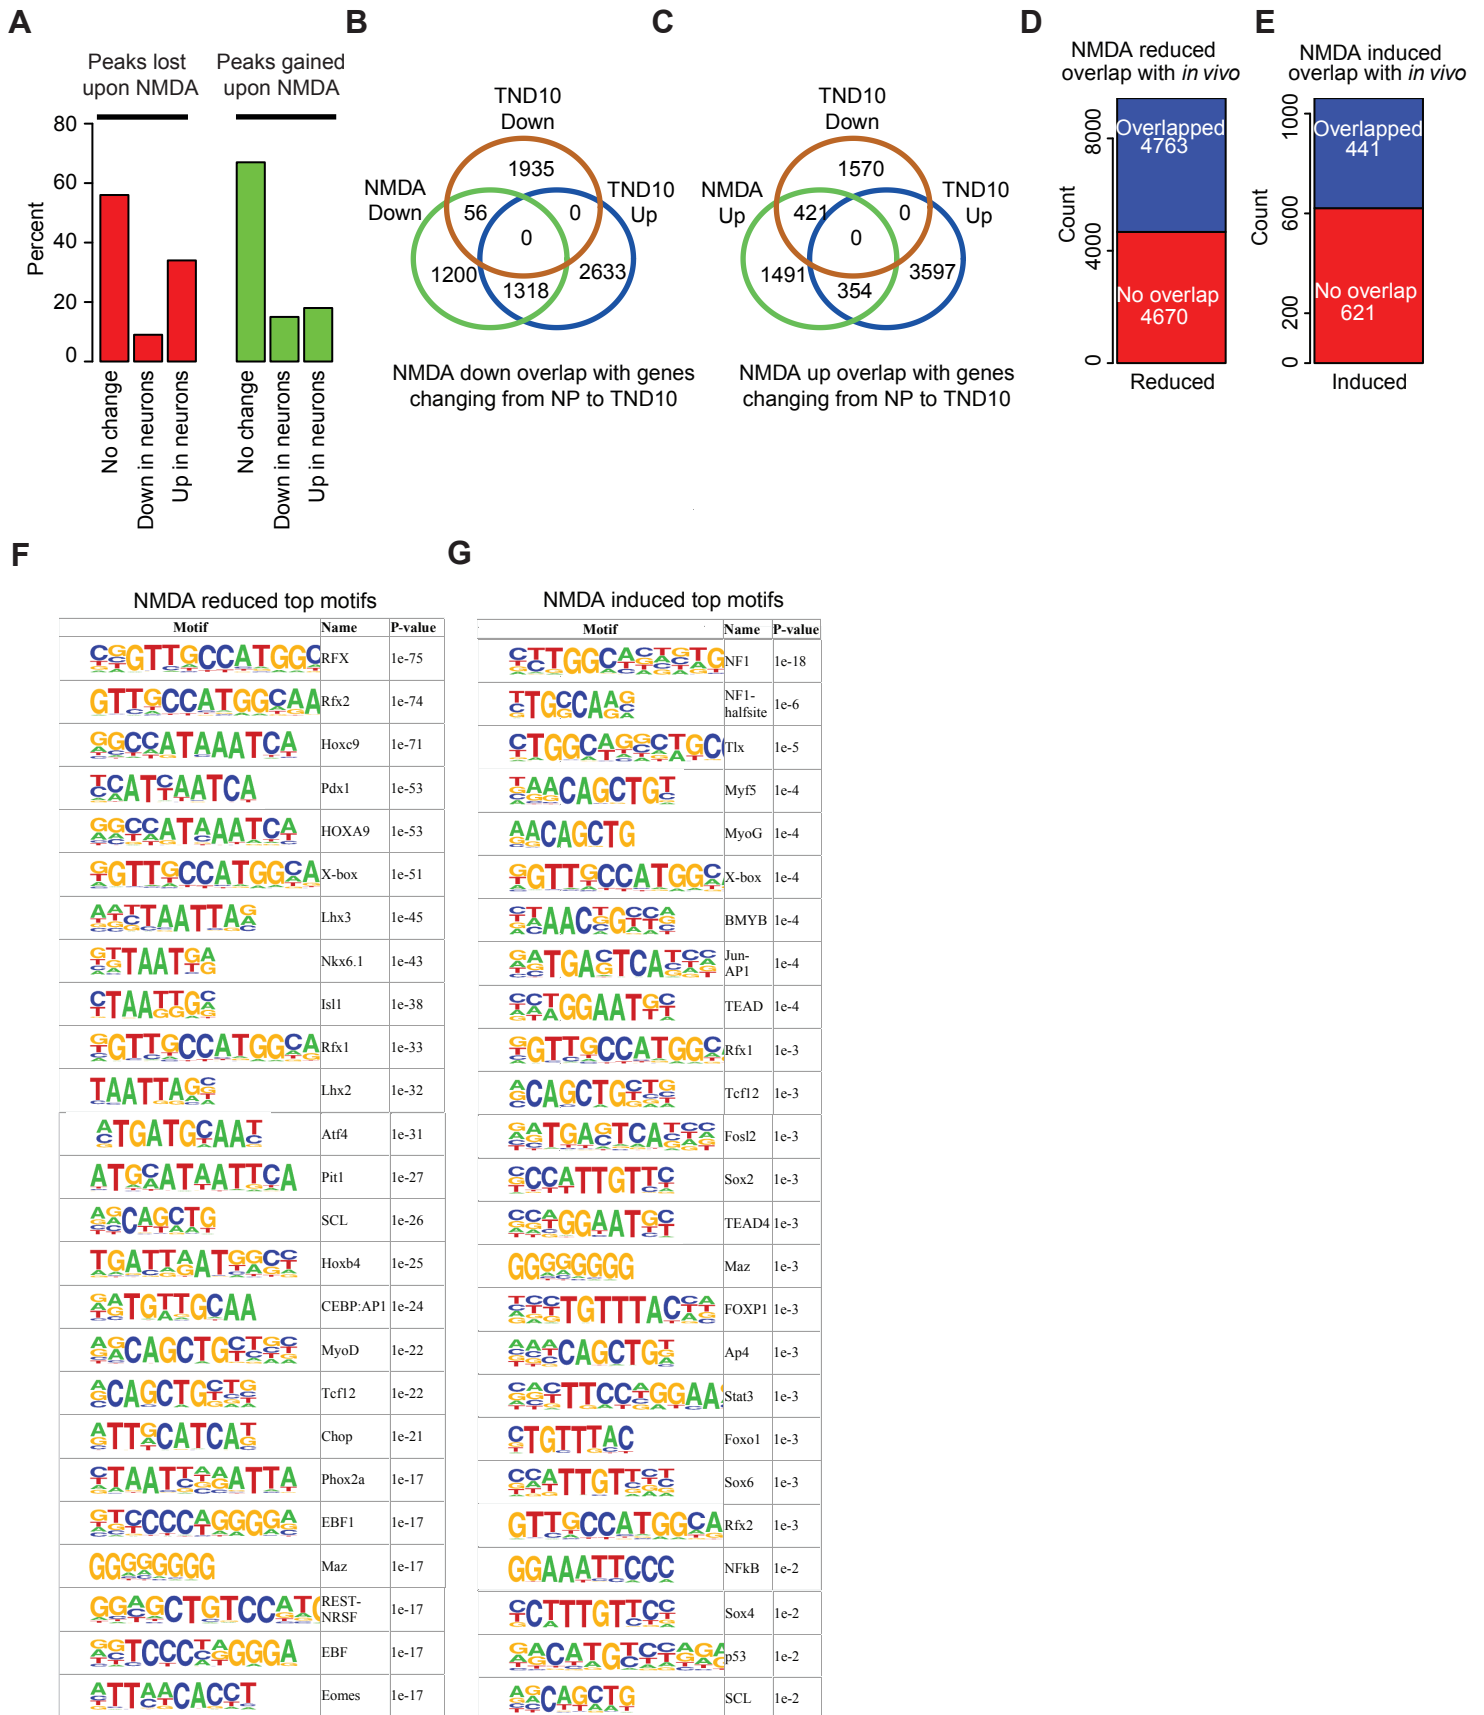 A
Peaks lost
upon NMDA
Peaks gained
upon NMDA
Percent
80
60
40
20
0
No change
Down in neurons
Up in neurons
No change
Down in neurons
Up in neurons
B
TND10
Down
NMDA
Down
TND10
Up
1935
56
0
0
1200
1318
2633
NMDA down overlap with genes
changing from NP to TND10
C
TND10
Down
NMDA
Up
TND10
Up
1570
421
0
0
1491
354
3597
NMDA up overlap with genes
changing from NP to TND10
D
NMDA reduced
overlap with in vivo
Count
8000
4000
0
Overlapped
4763
No overlap
4670
Reduced
E
NMDA induced
overlap with in vivo
Count
1000
600
200
0
Overlapped
441
No overlap
621
Induced
F
NMDA reduced top motifs
Motif Name P-value
RFX 1e-75
Rfx2 1e-74
Hoxc9 1e-71
Pdx1 1e-53
HOXA9 1e-53
X-box 1e-51
Lhx3 1e-45
Nkx6.1 1e-43
Isl1 1e-38
Rfx1 1e-33
Lhx2 1e-32
Atf4 1e-31
Pit1 1e-27
SCL 1e-26
Hoxb4 1e-25
CEBP:AP1 1e-24
MyoD 1e-22
Tcf12 1e-22
Chop 1e-21
Phox2a 1e-17
EBF1 1e-17
Maz 1e-17
REST-
NRSF 1e-17
EBF 1e-17
Eomes 1e-17
G
NMDA induced top motifs
Motif Name P-value
NF1 1e-18
NF1-
halfsite 1e-6
Tlx 1e-5
Myf5 1e-4
MyoG 1e-4
X-box 1e-4
BMYB 1e-4
Jun-
AP1 1e-4
TEAD 1e-4
Rfx1 1e-3
Tcf12 1e-3
Fosl2 1e-3
Sox2 1e-3
TEAD4 1e-3
Maz 1e-3
FOXP1 1e-3
Ap4 1e-3
Stat3 1e-3
Foxo1 1e-3
Sox6 1e-3
Rfx2 1e-3
NFkB 1e-2
Sox4 1e-2
p53 1e-2
SCL 1e-2